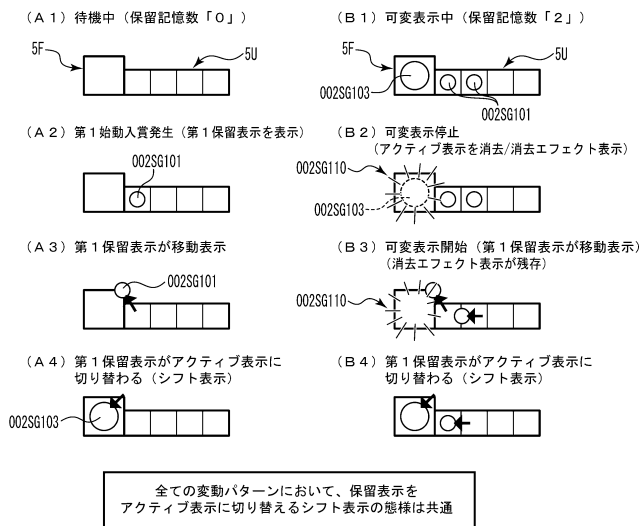 （Ａ１）待機中（保留記憶数「０」）
5F
5U
（Ａ２）第１始動入賞発生（第１保留表示を表示）
002SG101
（Ａ３）第１保留表示が移動表示
002SG101
（Ａ４）第１保留表示がアクティブ表示に
切り替わる（シフト表示）
002SG103
（Ｂ１）可変表示中（保留記憶数「２」）
5F
5U
002SG103
002SG101
（Ｂ２）可変表示停止
（アクティブ表示を消去/消去エフェクト表示）
002SG110
002SG103
（Ｂ３）可変表示開始（第１保留表示が移動表示）
（消去エフェクト表示が残存）
002SG110
（Ｂ４）第１保留表示がアクティブ表示に
切り替わる（シフト表示）
全ての変動パターンにおいて、保留表示を
アクティブ表示に切り替えるシフト表示の態様は共通